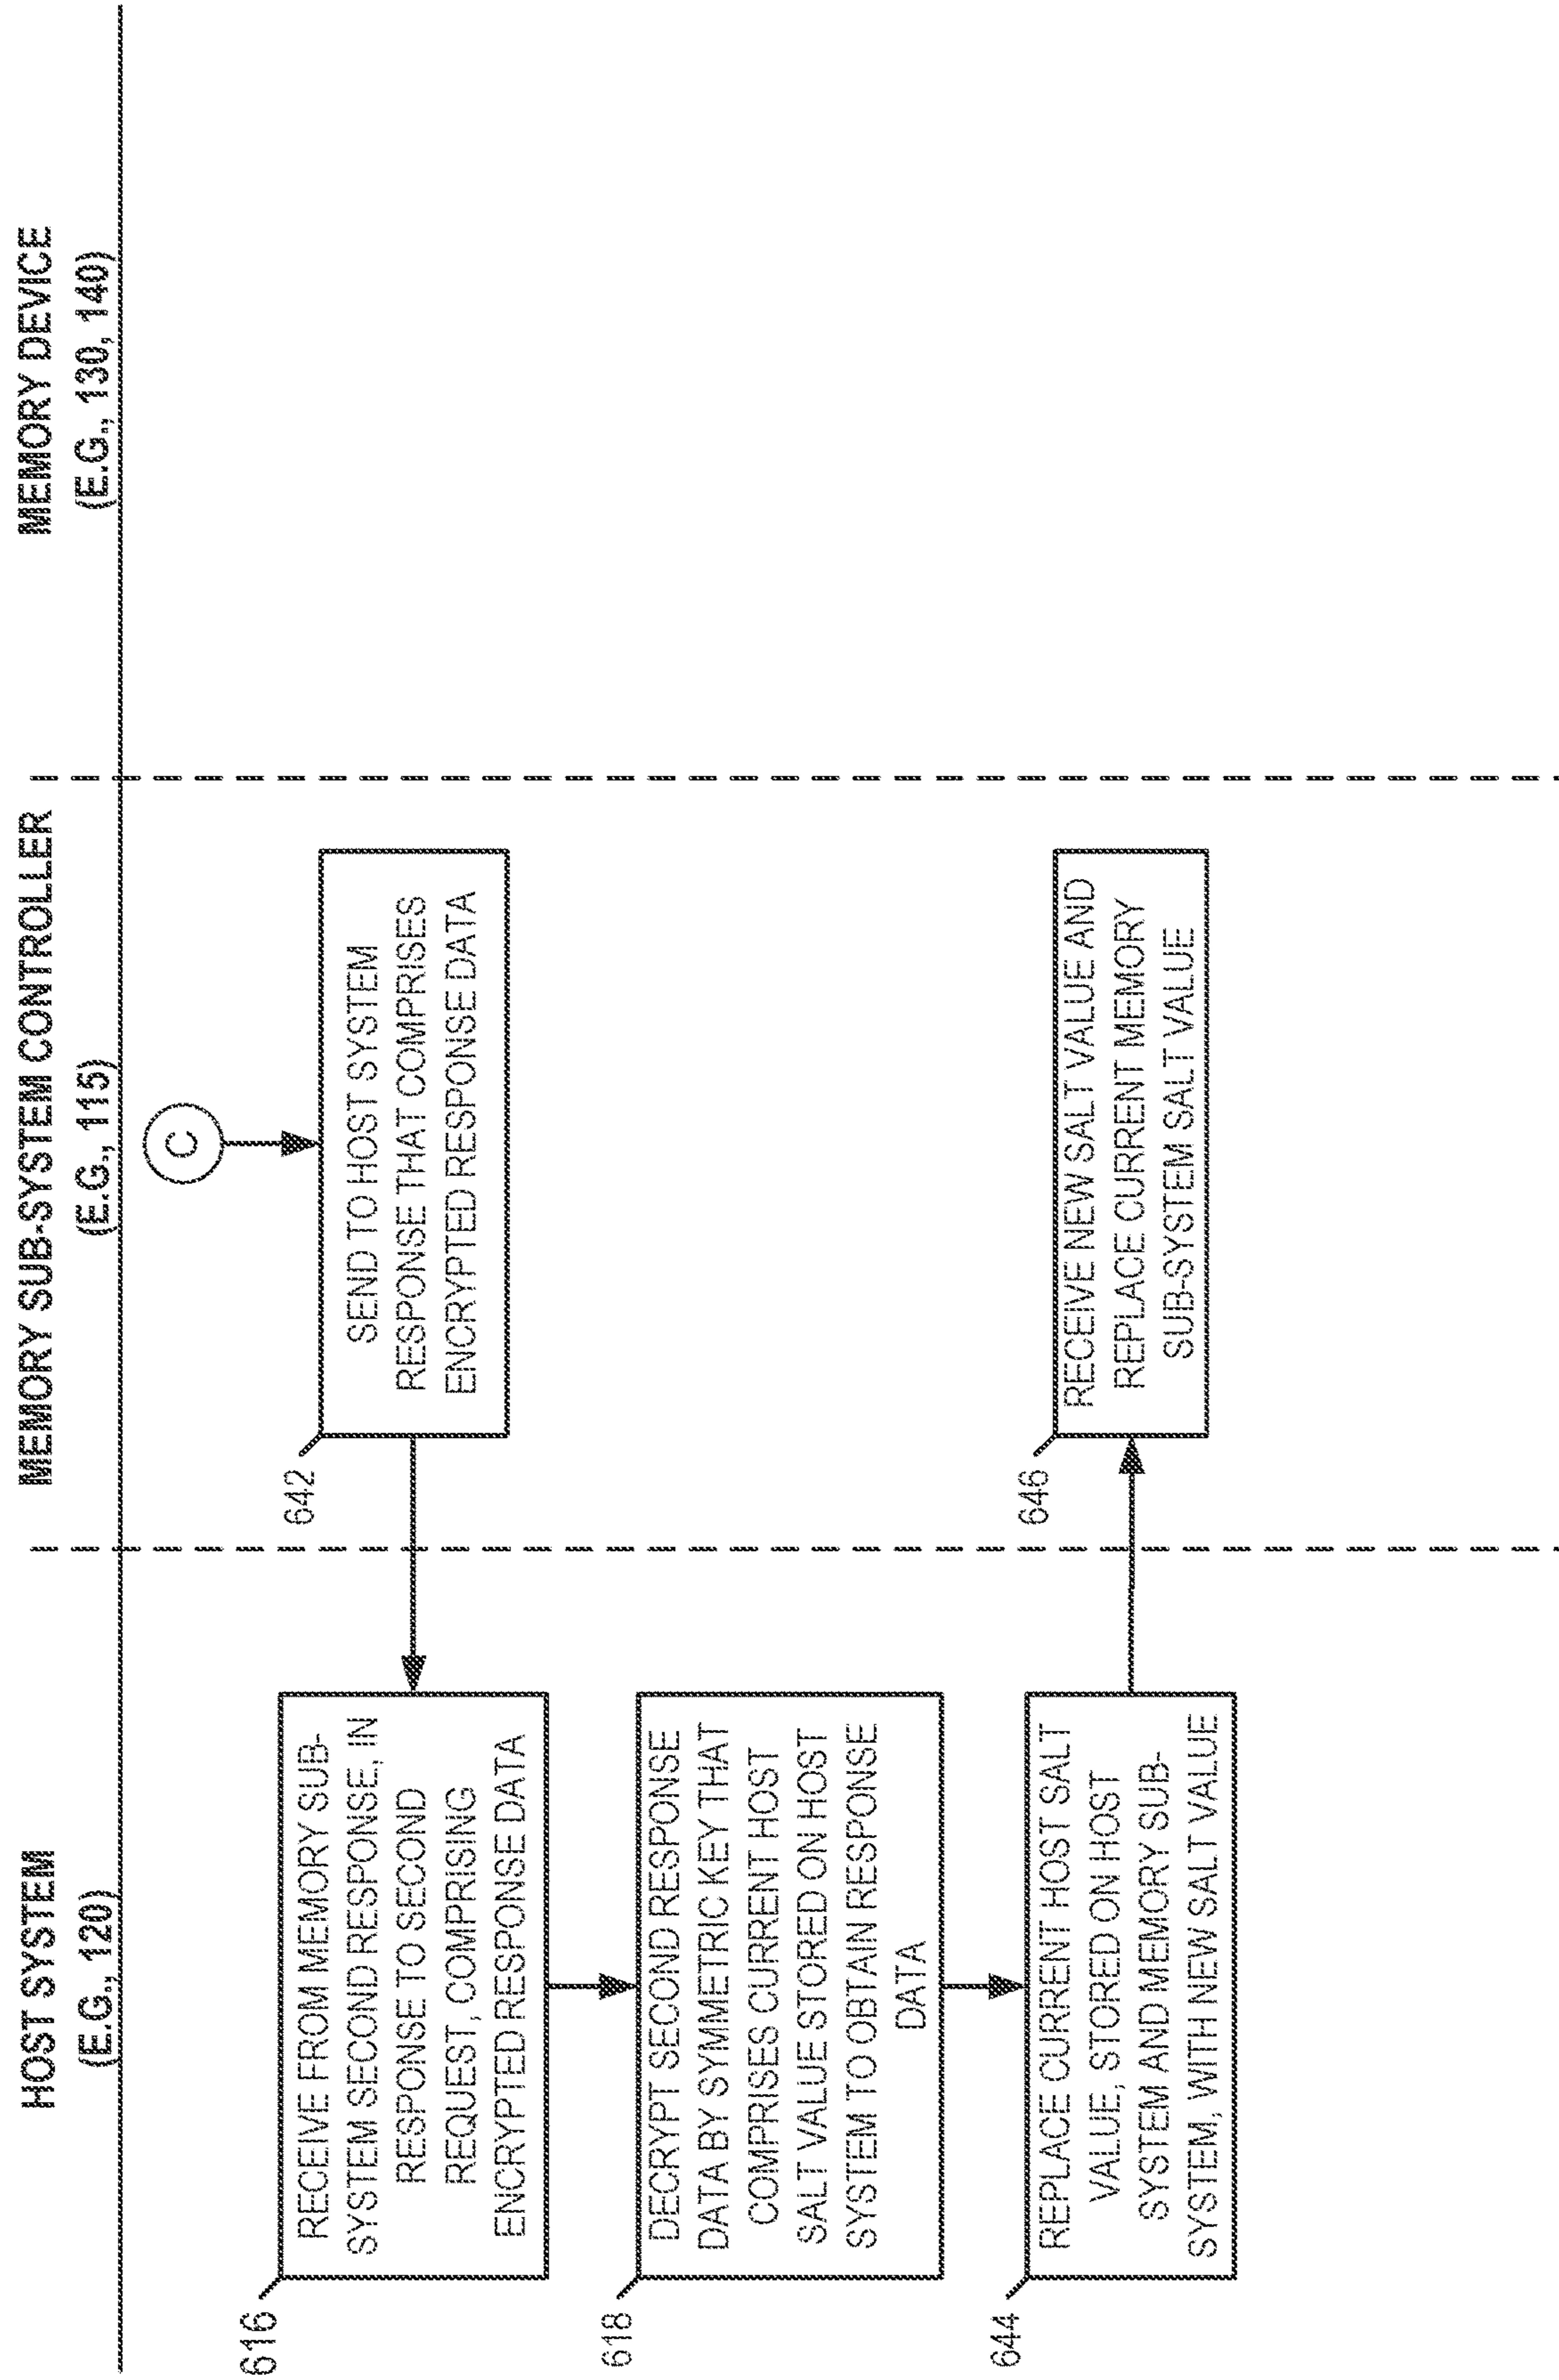 HOST SYSTEM
(E.G., 120)
MEMORY SUB-SYSTEM CONTROLLER
(E.G., 115)
MEMORY DEVICE
(E.G., 130, 140)
C
642
SEND TO HOST SYSTEM
RESPONSE THAT COMPRISES
ENCRYPTED RESPONSE DATA
616
RECEIVE FROM MEMORY SUB-
SYSTEM SECOND RESPONSE, IN
RESPONSE TO SECOND
REQUEST, COMPRISING
ENCRYPTED RESPONSE DATA
618
DECRYPT SECOND RESPONSE
DATA BY SYMMETRIC KEY THAT
COMPRISES CURRENT HOST
SALT VALUE STORED ON HOST
SYSTEM TO OBTAIN RESPONSE
DATA
644
REPLACE CURRENT HOST SALT
VALUE, STORED ON HOST
SYSTEM AND MEMORY SUB-
SYSTEM, WITH NEW SALT VALUE
646
RECEIVE NEW SALT VALUE AND
REPLACE CURRENT MEMORY
SUB-SYSTEM SALT VALUE